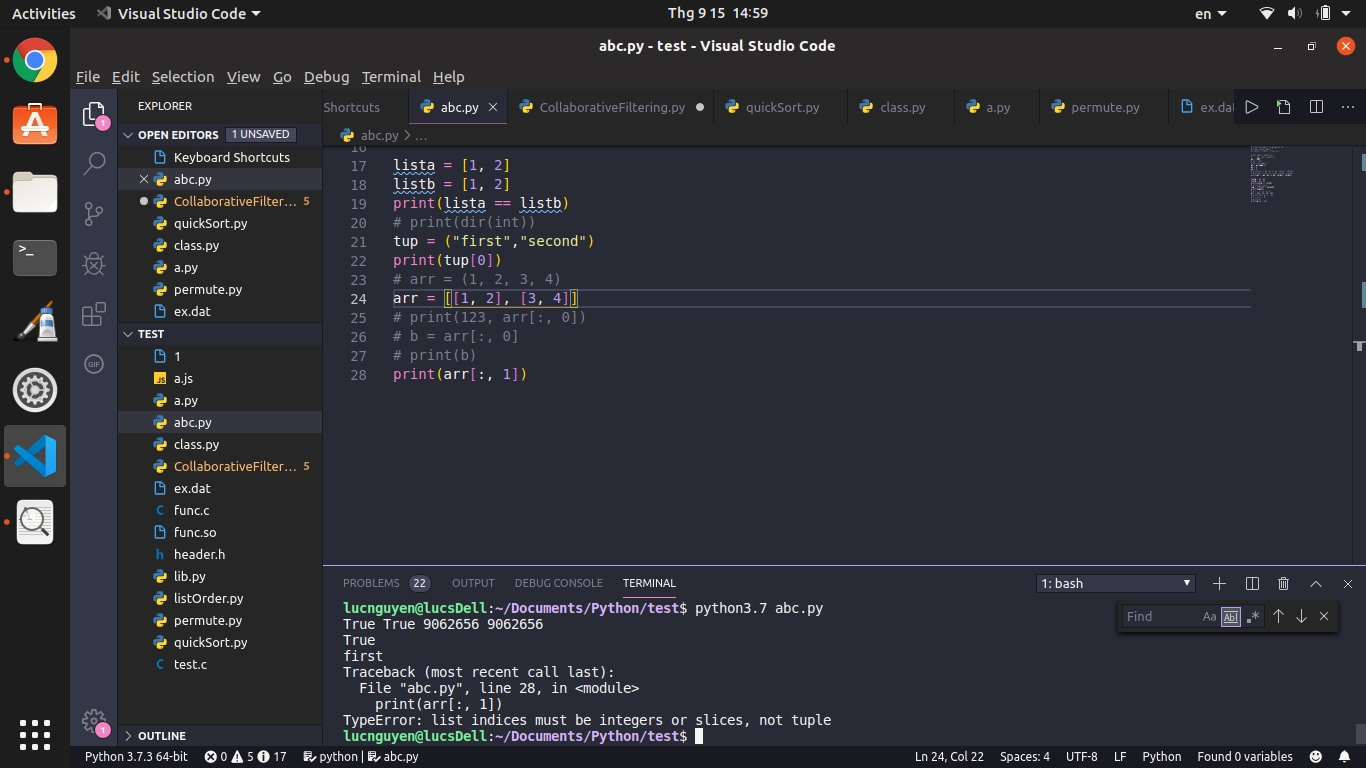 Activities Visual Studio Code Thg 9 15 14:59 en
abc.py - test - Visual Studio Code
File Edit Selection View Go Debug Terminal Help
EXPLORER
OPEN EDITORS 1 UNSAVED
Keyboard Shortcuts
abc.py
CollaborativeFilter... 5
quickSort.py
class.py
a.py
permute.py
ex.dat
TEST
1
a.js
a.py
abc.py
class.py
CollaborativeFilter... 5
ex.dat
func.c
func.so
header.h
lib.py
listOrder.py
permute.py
quickSort.py
test.c
OUTLINE
Shortcuts abc.py CollaborativeFiltering.py quickSort.py class.py a.py permute.py ex.dat
abc.py > ...
16
17 lista = [1, 2]
18 listb = [1, 2]
19 print(lista == listb)
20 # print(dir(int))
21 tup = ("first","second")
22 print(tup[0])
23 # arr = (1, 2, 3, 4)
24 arr = [[1, 2], [3, 4]]
25 # print(123, arr[:, 0])
26 # b = arr[:, 0]
27 # print(b)
28 print(arr[:, 1])
PROBLEMS 22 OUTPUT DEBUG CONSOLE TERMINAL 1: bash
Find Aa Abl .*
lucnguyen@lucsDell:~/Documents/Python/test$ python3.7 abc.py
True True 9062656 9062656
True
first
Traceback (most recent call last):
File "abc.py", line 28, in <module>
print(arr[:, 1])
TypeError: list indices must be integers or slices, not tuple
lucnguyen@lucsDell:~/Documents/Python/test$
1
GIF
1
Python 3.7.3 64-bit 0 5 17 python | abc.py Ln 24, Col 22 Spaces: 4 UTF-8 LF Python Found 0 variables